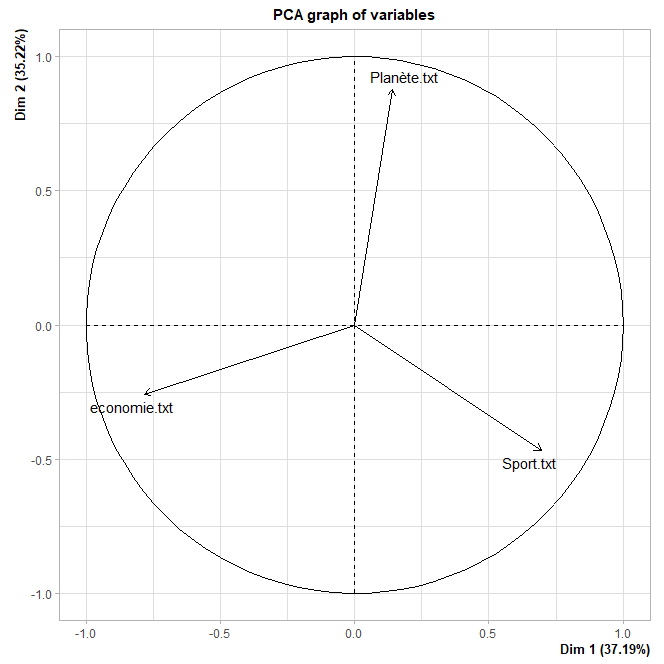 PCA graph of variables
Dim 2 (35.22%)
1.0
0.5
0.0
-0.5
-1.0
Planète.txt
economie.txt
Sport.txt
-1.0
-0.5
0.0
0.5
1.0
Dim 1 (37.19%)